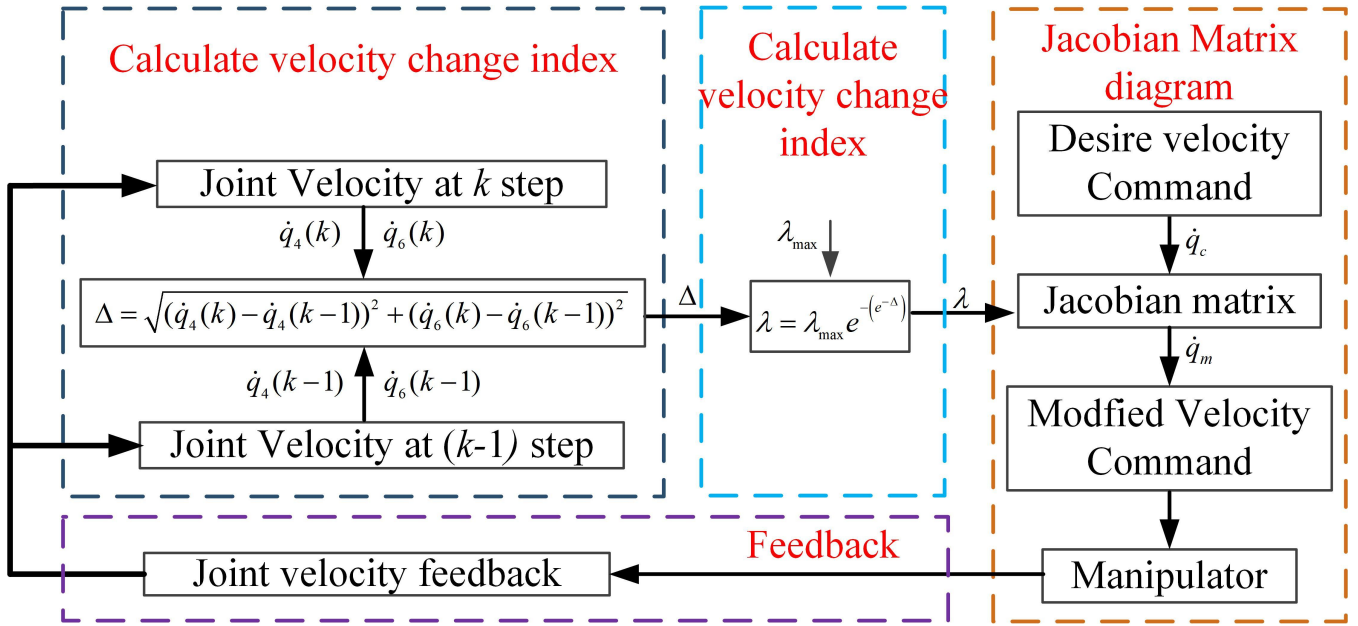 Calculate velocity change index
Joint Velocity at k step
q̇₄(k) q̇₆(k)
Δ = √((q̇₄(k) − q̇₄(k−1))² + (q̇₆(k) − q̇₆(k−1))²)
q̇₄(k−1) q̇₆(k−1)
Joint Velocity at (k-1) step
Δ
Calculate
velocity change
index
λmax
λ = λmax e^−(e^−Δ)
λ
Jacobian Matrix
diagram
Desire velocity
Command
q̇c
Jacobian matrix
q̇m
Modfied Velocity
Command
Manipulator
Feedback
Joint velocity feedback